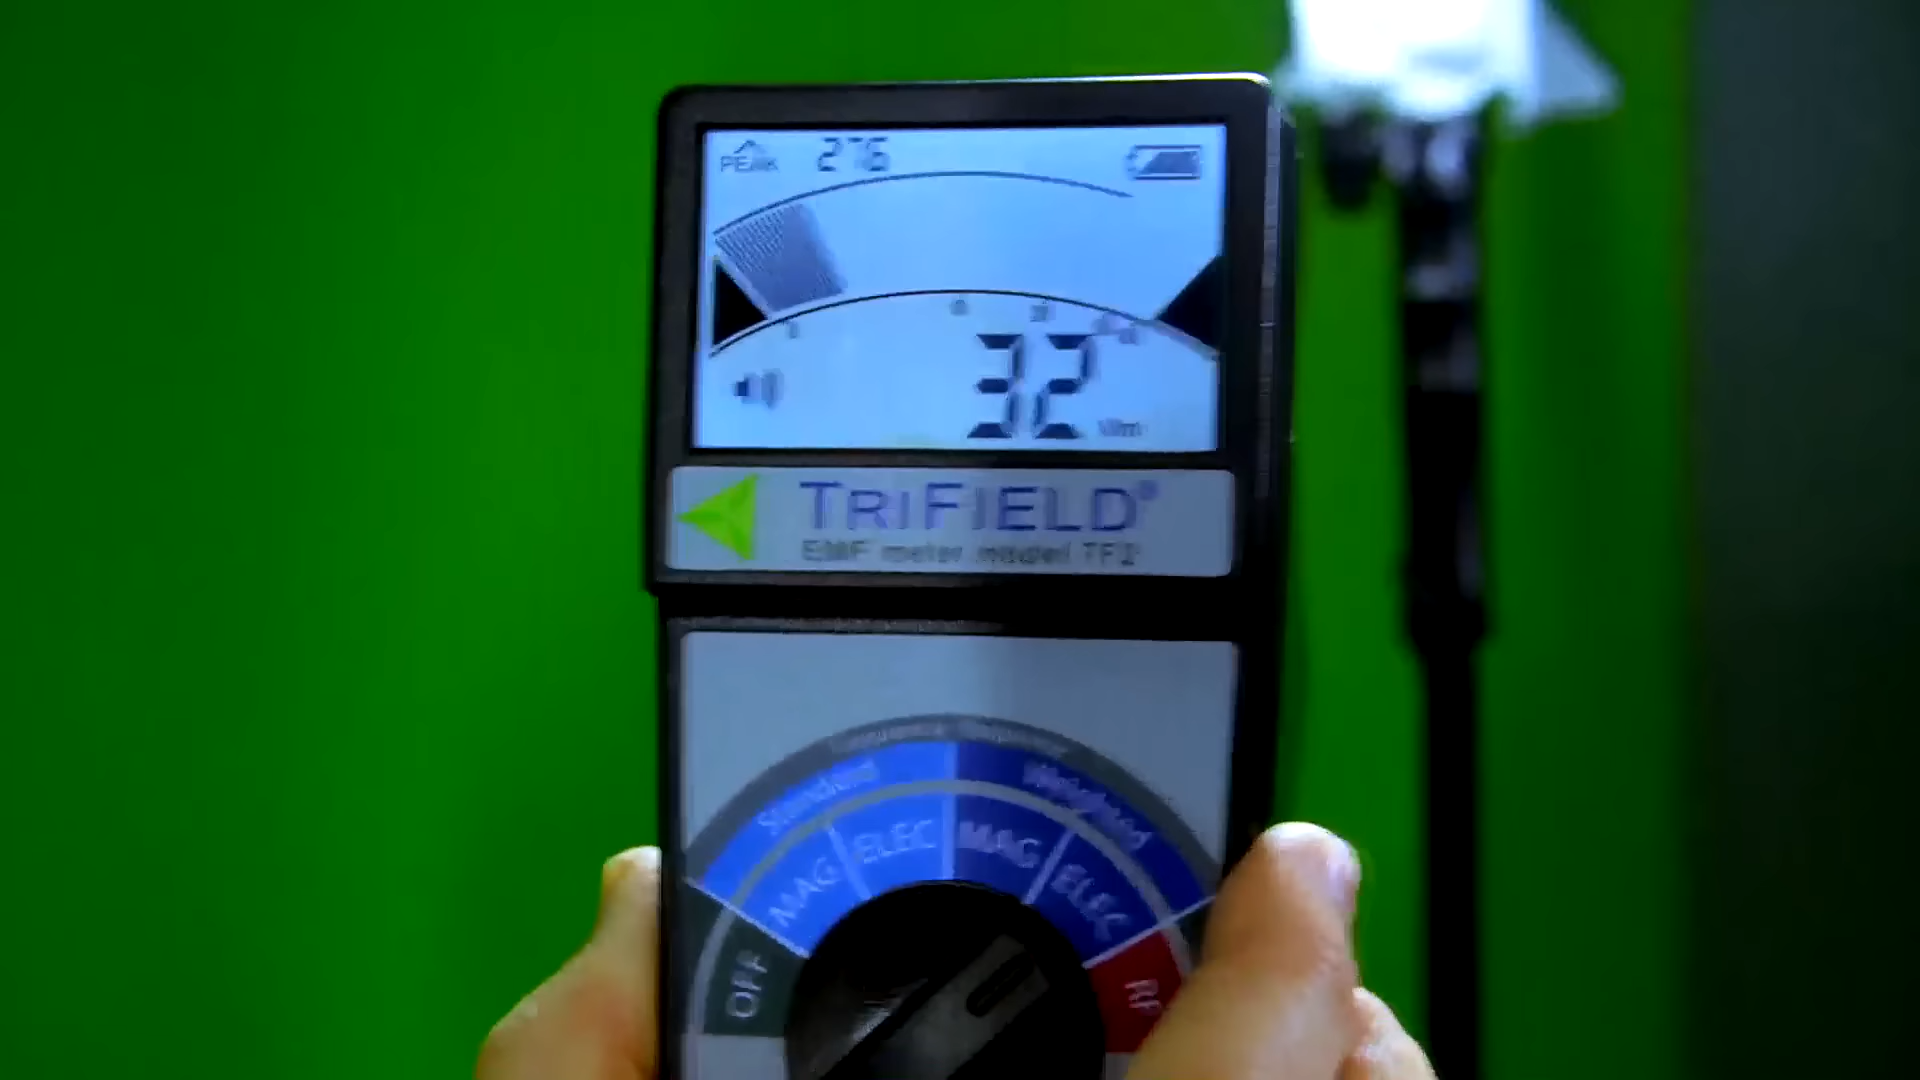 PEAK 276
32
V/m
TRIFIELD®
EMF meter model TF2
Standard Weighted
MAG ELEC MAG ELEC
OFF RF